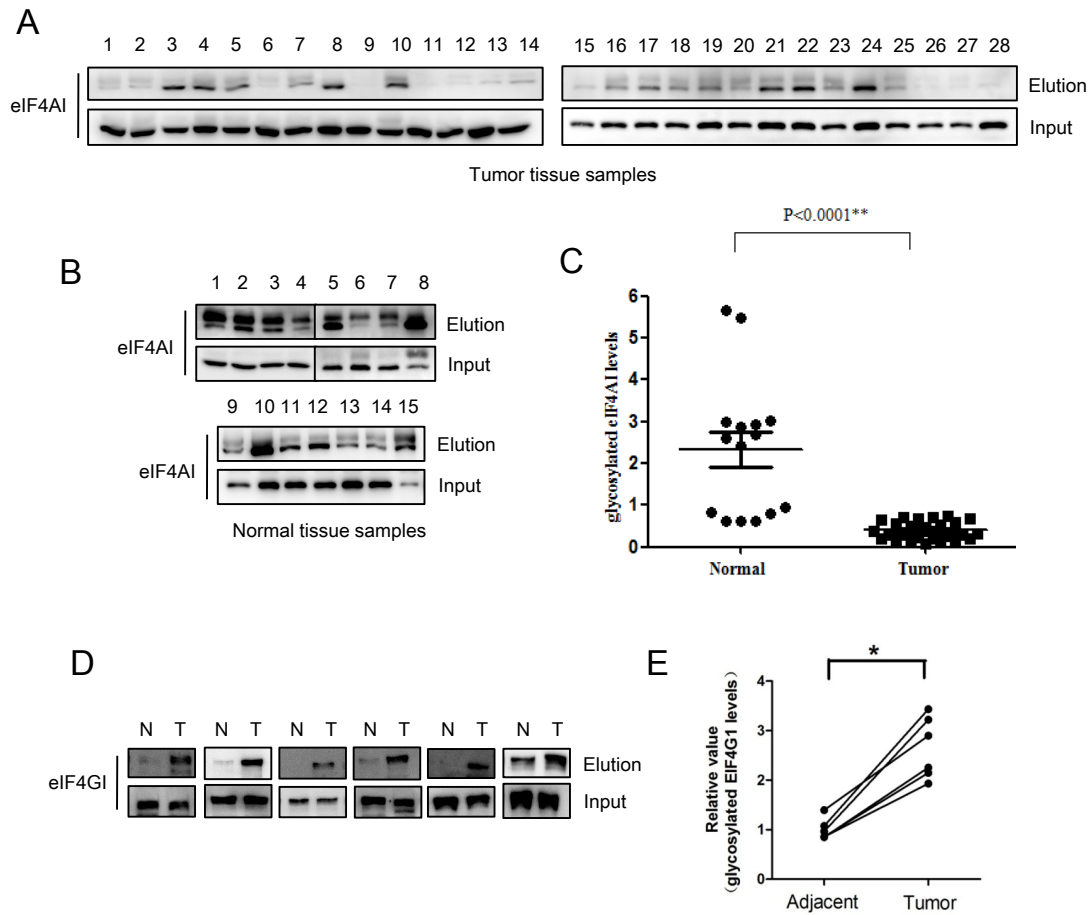 A
1 2 3 4 5 6 7 8 9 10 11 12 13 14 15 16 17 18 19 20 21 22 23 24 25 26 27 28
eIF4AI
Elution
Input
Tumor tissue samples
B
1 2 3 4 5 6 7 8
eIF4AI
Elution
Input
9 10 11 12 13 14 15
eIF4AI
Elution
Input
Normal tissue samples
C
P<0.0001**
glycosylated eIF4AI levels
6
5
4
3
2
1
0
Normal Tumor
D
N T N T N T N T N T N T
eIF4GI
Elution
Input
E
*
Relative value
(glycosylated EIF4G1 levels)
4
3
2
1
0
Adjacent Tumor